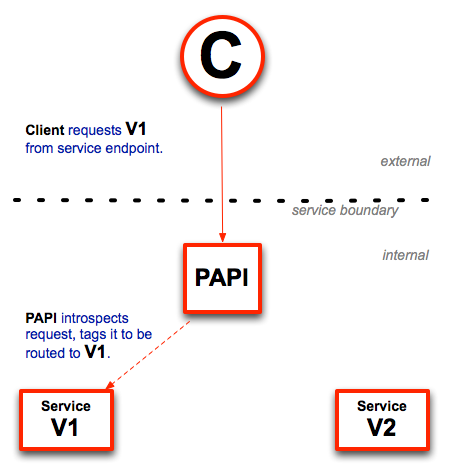 C
Client requests V1
from service endpoint.
external
service boundary
internal
PAPI
PAPI introspects
request, tags it to be
routed to V1.
Service
V1
Service
V2